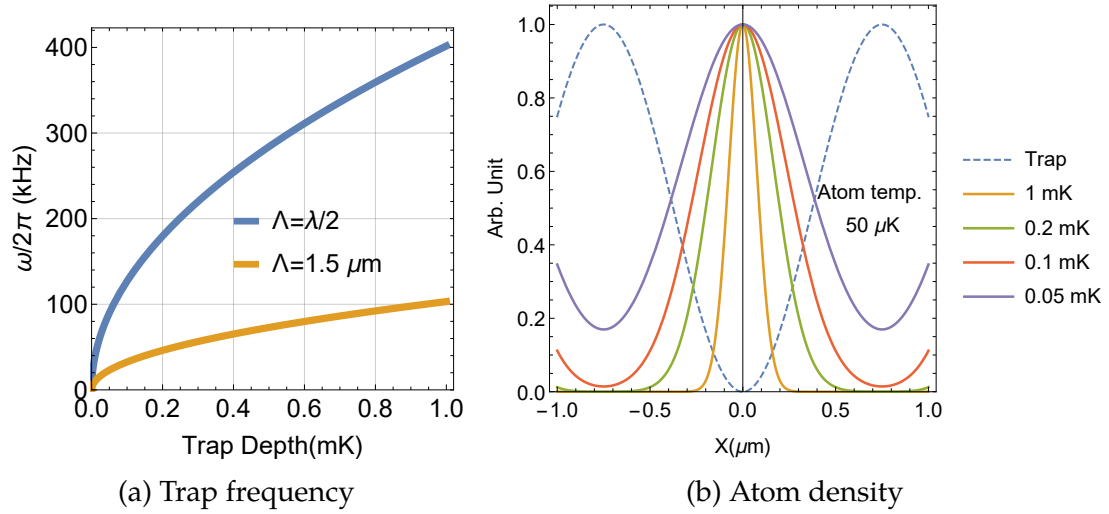 400
300
200
100
0
0.0 0.2 0.4 0.6 0.8 1.0
ω/2π (kHz)
Trap Depth(mK)
Λ=λ/2
Λ=1.5 μm
(a) Trap frequency
1.0
0.8
0.6
0.4
0.2
0.0
−1.0 −0.5 0.0 0.5 1.0
Arb. Unit
X(μm)
Atom temp.
50 μK
Trap
1 mK
0.2 mK
0.1 mK
0.05 mK
(b) Atom density